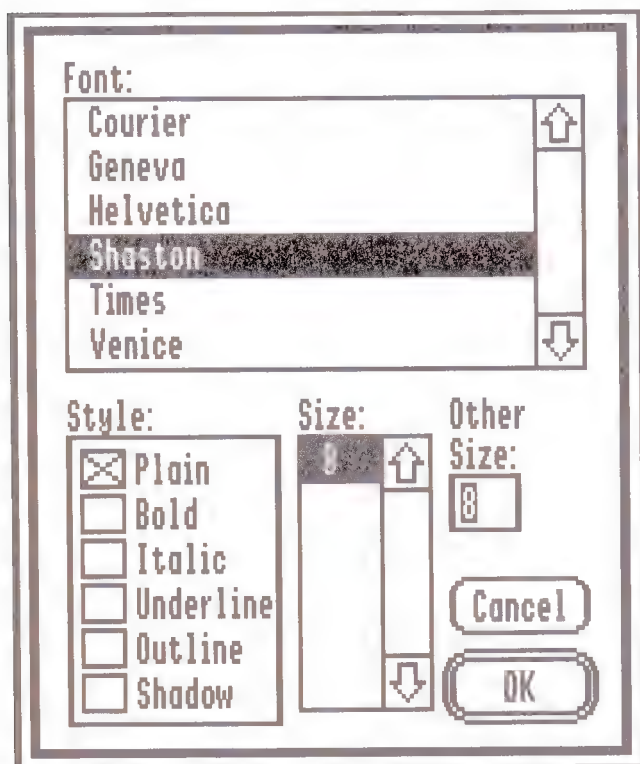 Font:
Courier
Geneva
Helvetica
Shaston
Times
Venice
Style:
Plain
Bold
Italic
Underline
Outline
Shadow
Size:
8
Other
Size:
8
Cancel
OK